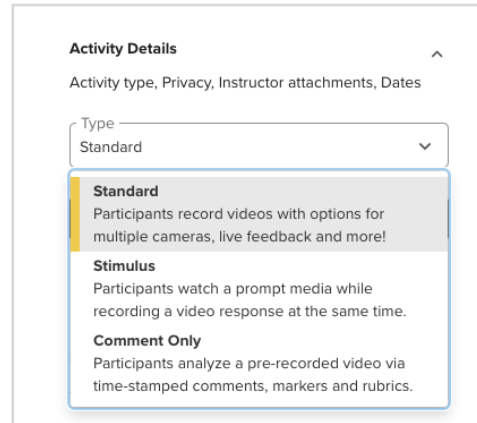 Activity Details
Activity type, Privacy, Instructor attachments, Dates
Type
Standard
Standard
Participants record videos with options for
multiple cameras, live feedback and more!
Stimulus
Participants watch a prompt media while
recording a video response at the same time.
Comment Only
Participants analyze a pre-recorded video via
time-stamped comments, markers and rubrics.